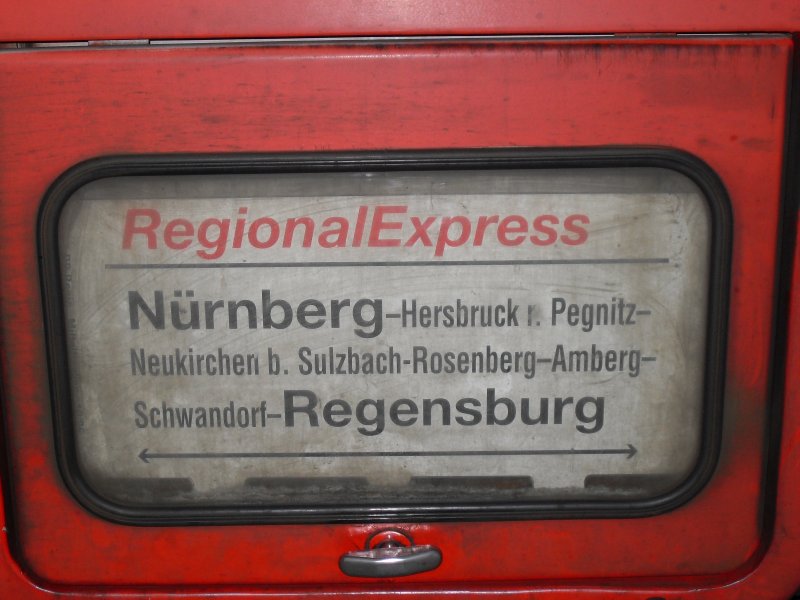 RegionalExpress
Nürnberg–Hersbruck r. Pegnitz–
Neukirchen b. Sulzbach-Rosenberg–Amberg–
Schwandorf–Regensburg